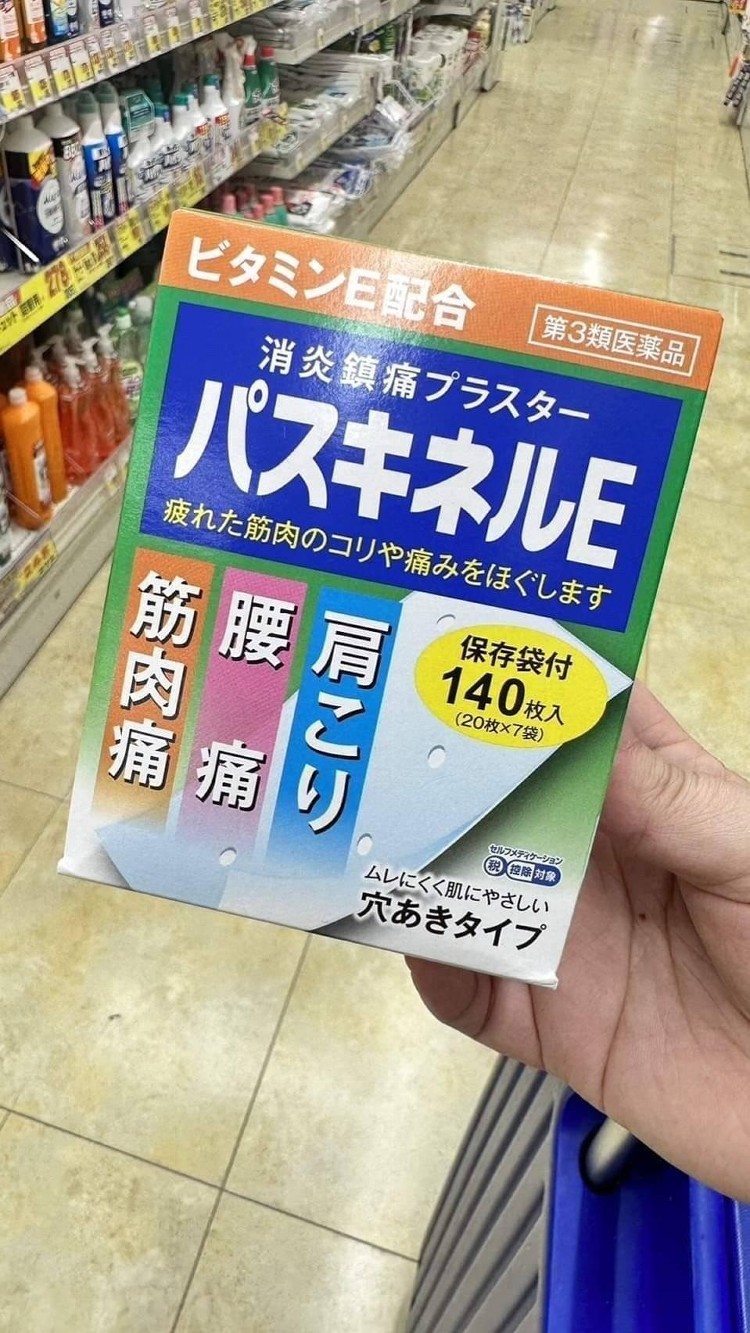 ビタミンE配合
第3類医薬品
消炎鎮痛プラスター
パスキネルE
疲れた筋肉のコリや痛みをほぐします
筋肉痛
腰痛
肩こり
保存袋付
140枚入
(20枚×7袋)
セルフメディケーション
税 控除 対象
ムレにくく肌にやさしい
穴あきタイプ
278